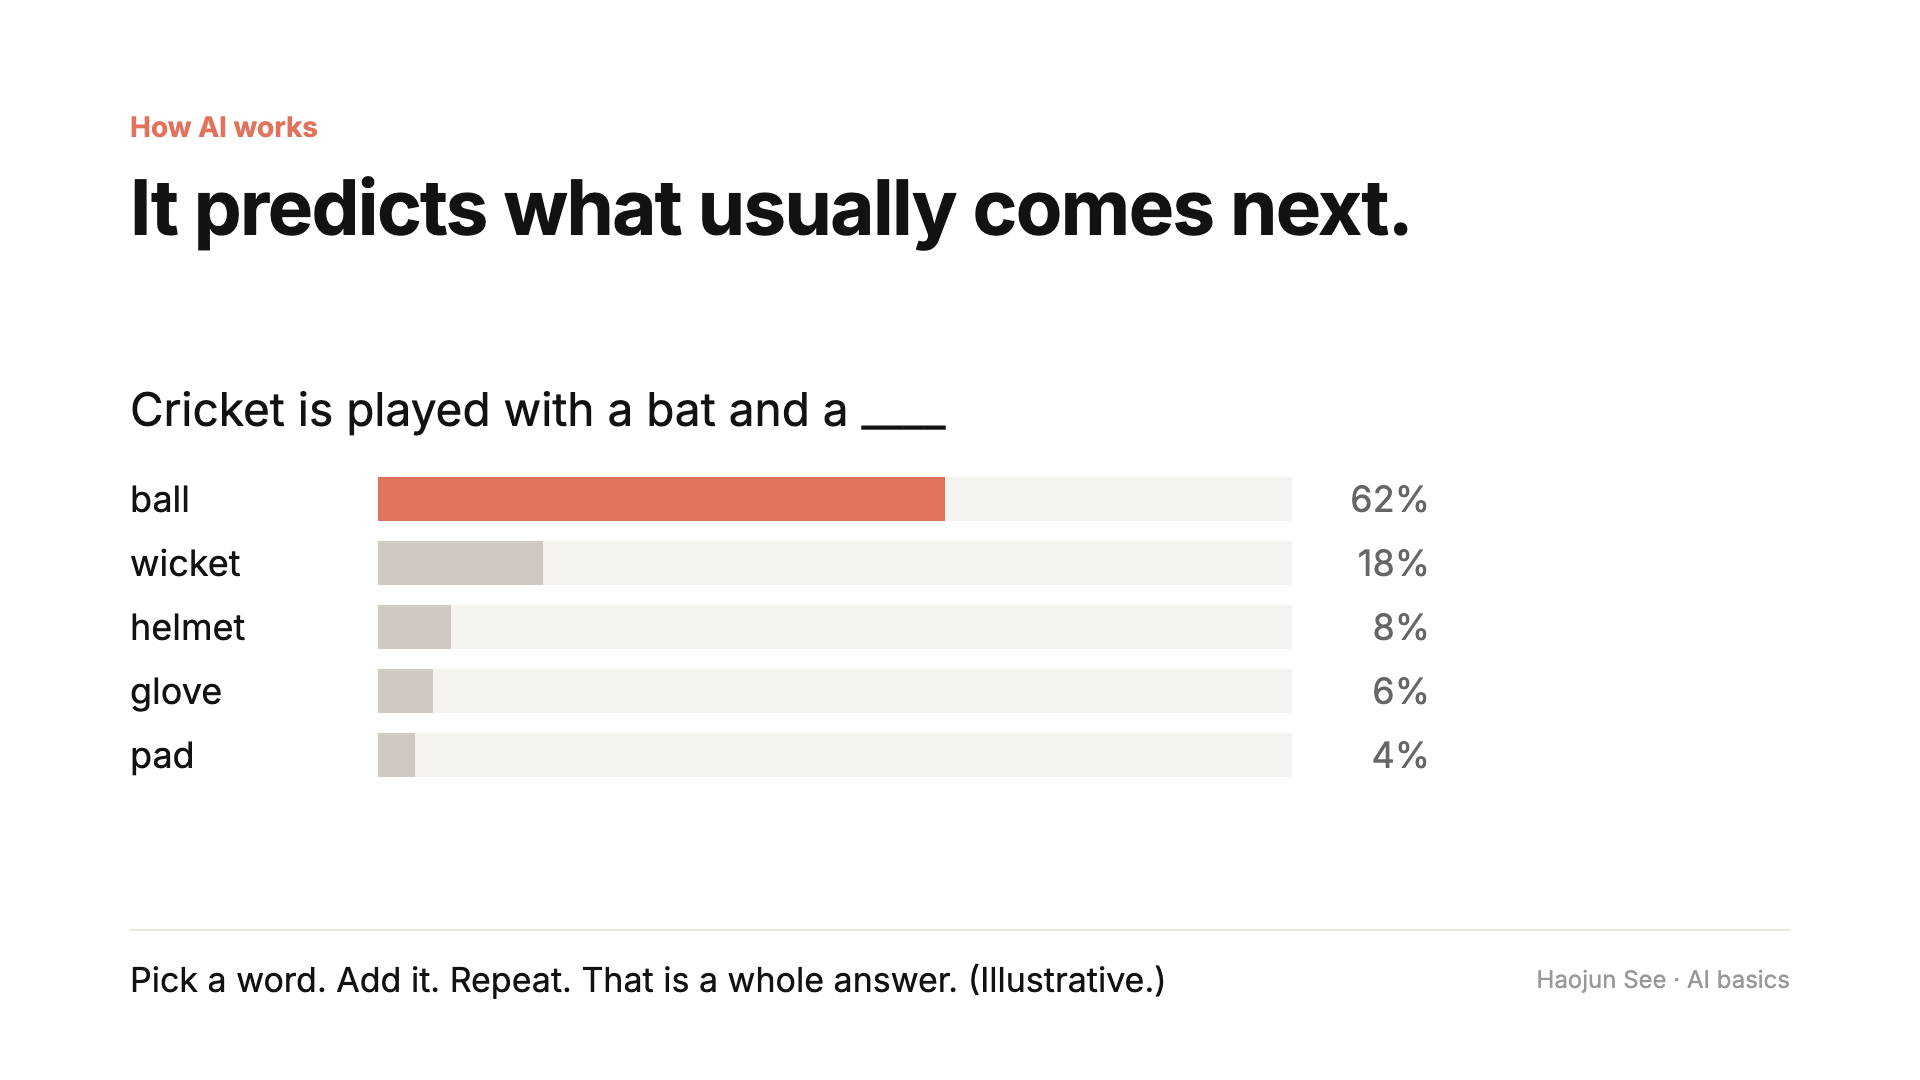 How AI works
It predicts what usually comes next.
Cricket is played with a bat and a ____
ball 62%
wicket 18%
helmet 8%
glove 6%
pad 4%
Pick a word. Add it. Repeat. That is a whole answer. (Illustrative.)
Haojun See · AI basics